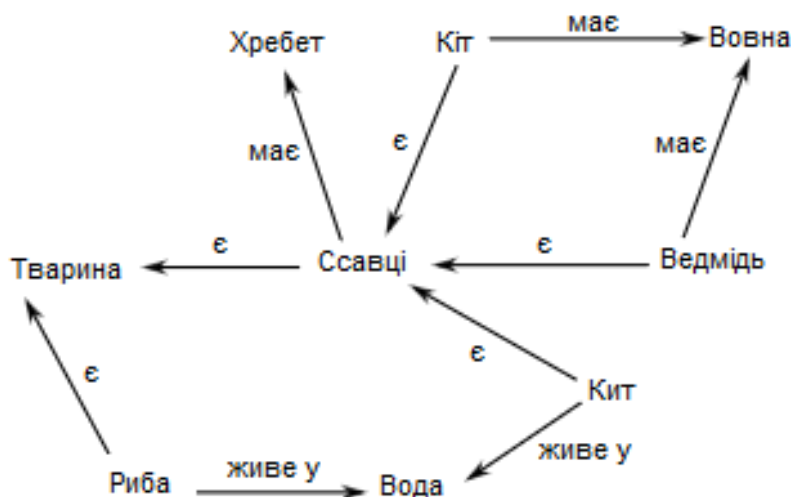 має
Хребет Кіт Вовна
має є має
є є
Тварина Ссавці Ведмідь
є є
Кит
живе у живе у
Риба Вода